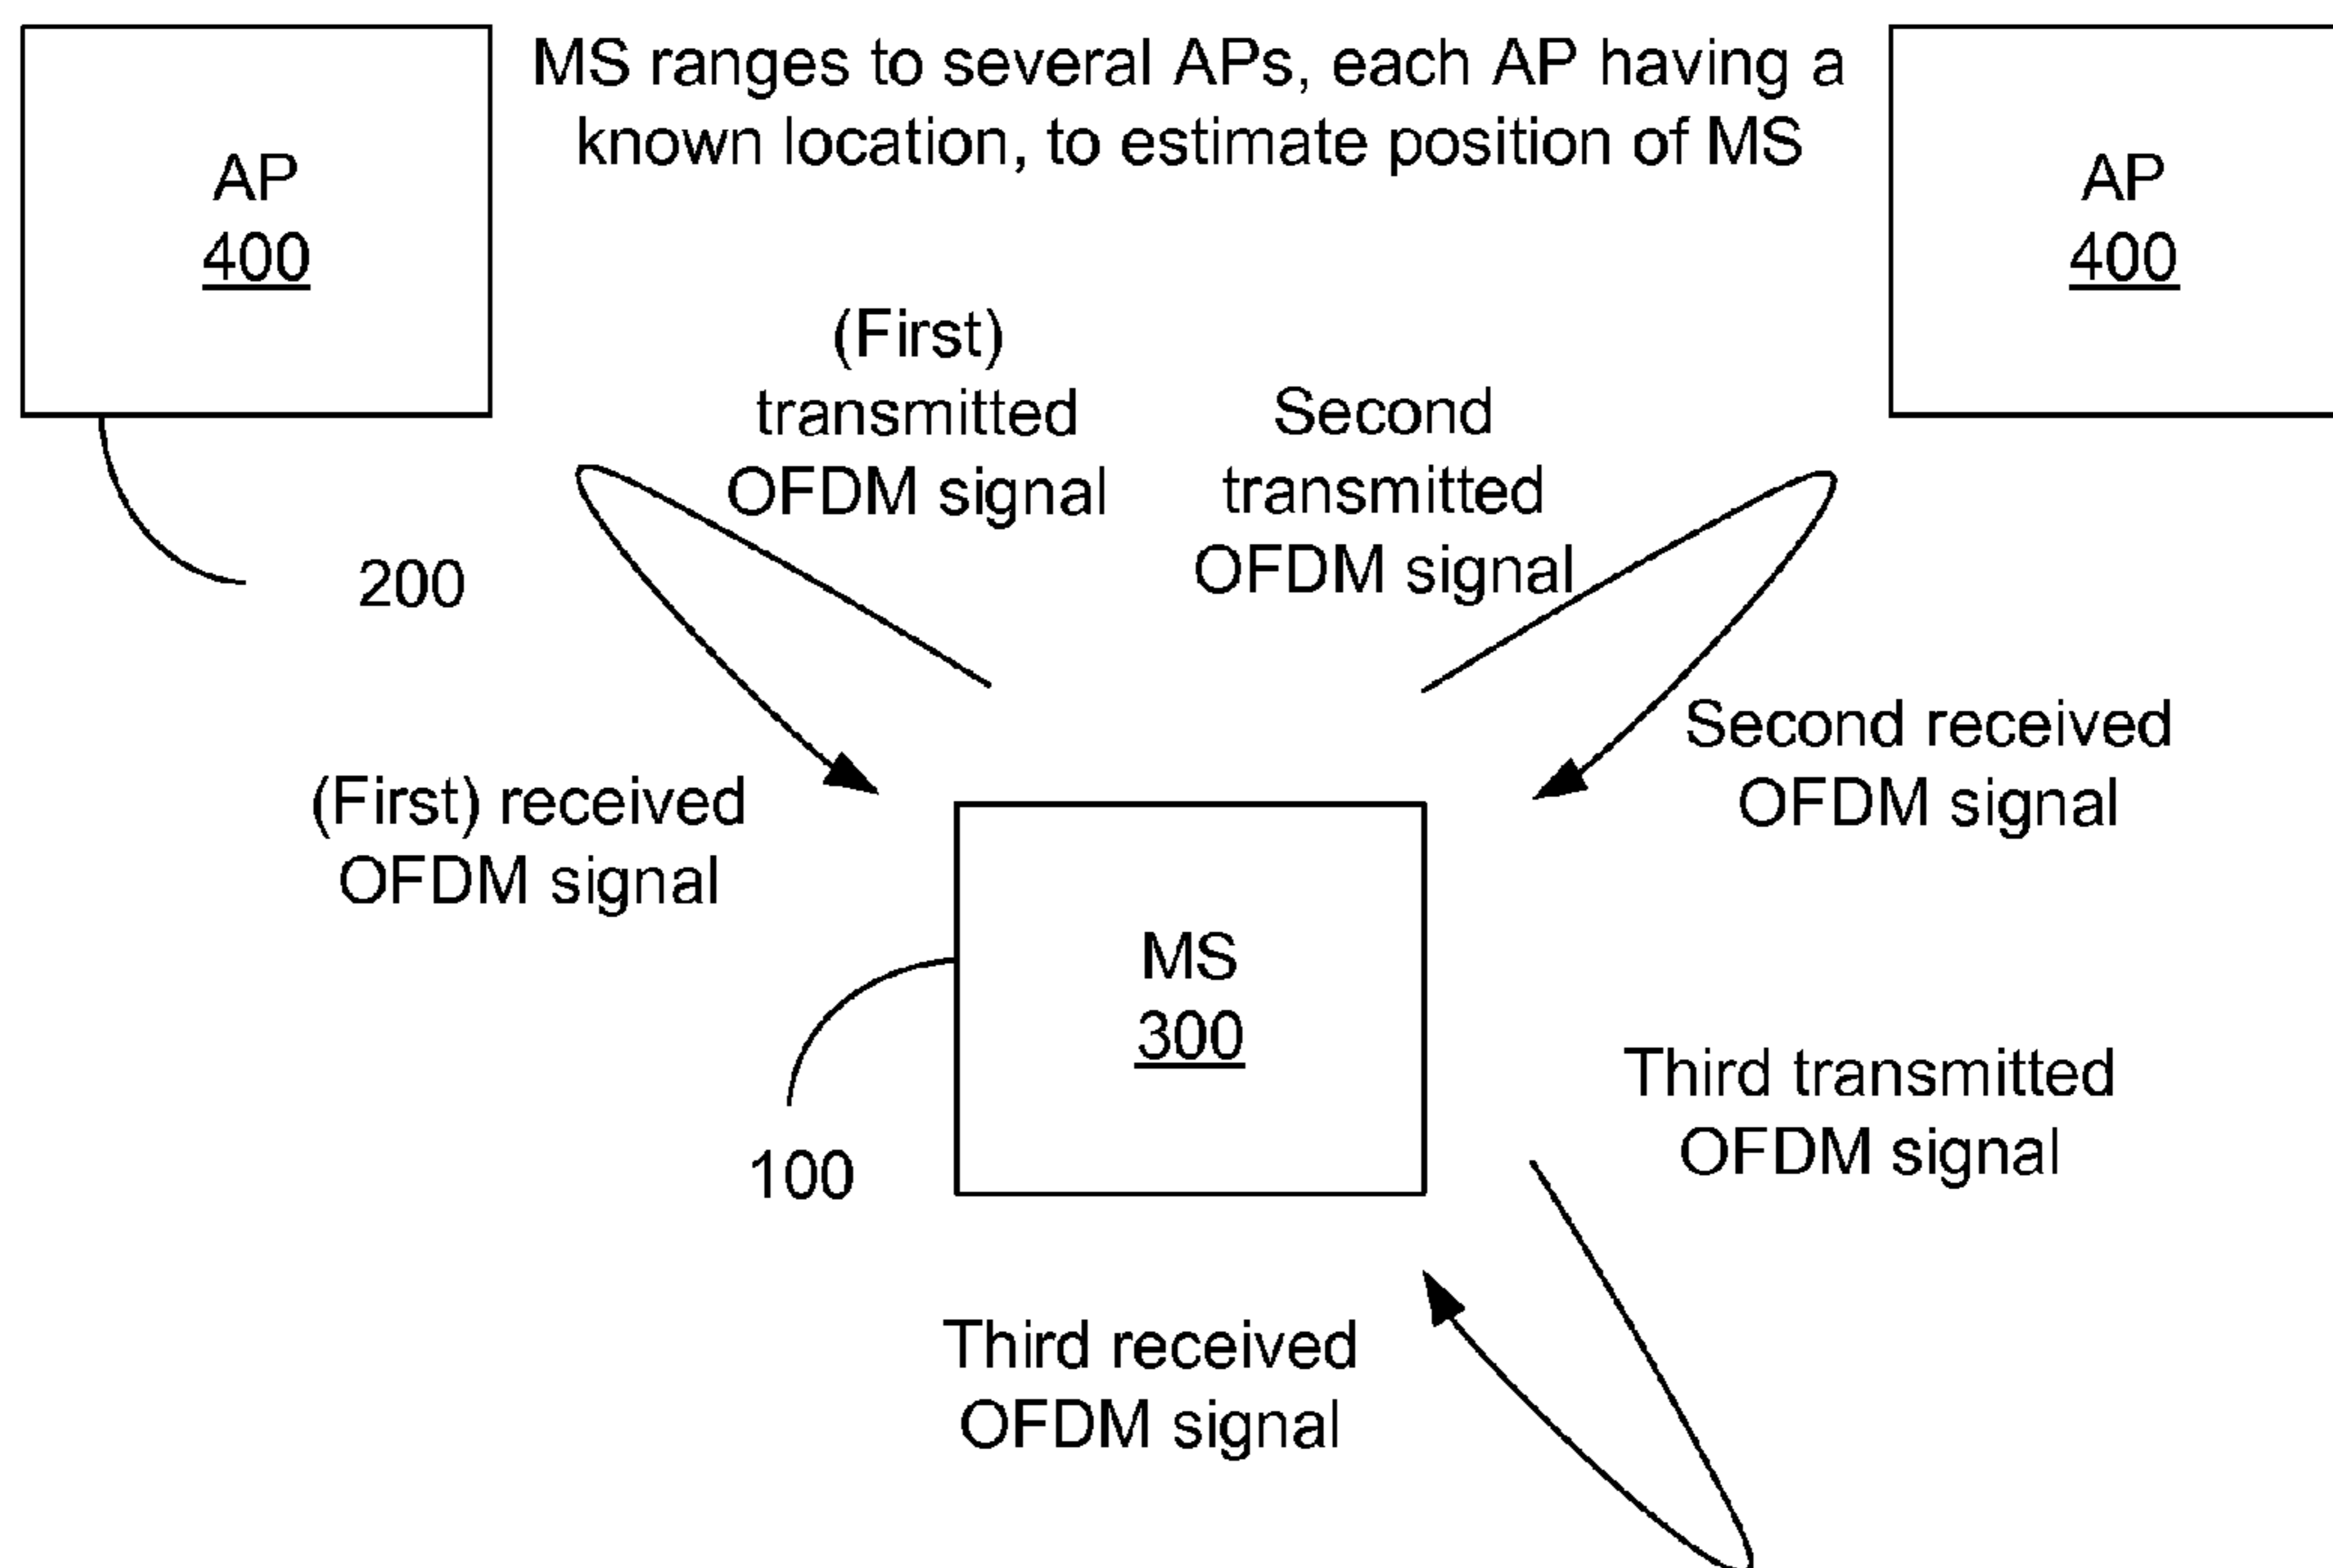 MS ranges to several APs, each AP having a
known location, to estimate position of MS
AP
400
AP
400
(First)
transmitted
OFDM signal
Second
transmitted
OFDM signal
200
(First) received
OFDM signal
Second received
OFDM signal
MS
300
100
Third transmitted
OFDM signal
Third received
OFDM signal